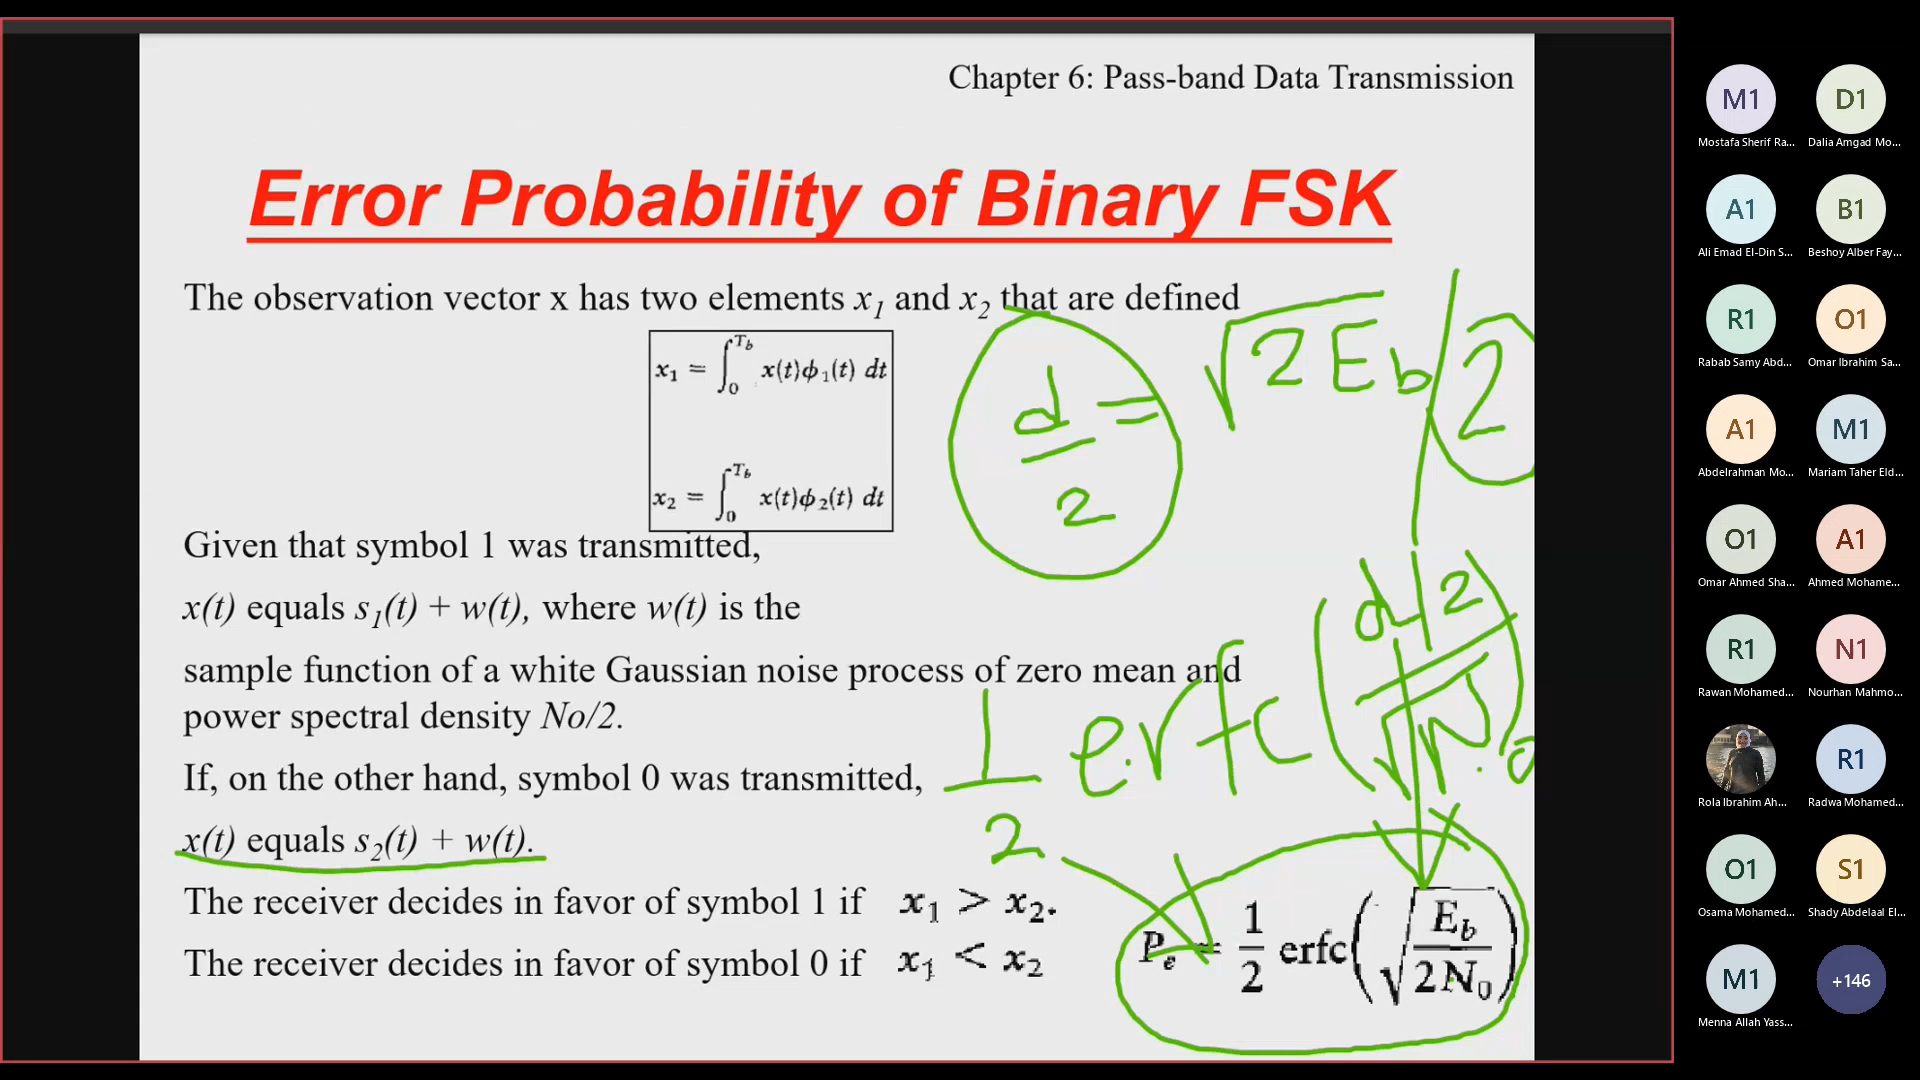 Chapter 6: Pass-band Data Transmission
Error Probability of Binary FSK
The observation vector x has two elements x₁ and x₂ that are defined
x₁ = ∫₀^{T_b} x(t)ϕ₁(t) dt
x₂ = ∫₀^{T_b} x(t)ϕ₂(t) dt
d/2 = √2Eb / 2
Given that symbol 1 was transmitted,
x(t) equals s₁(t) + w(t), where w(t) is the
sample function of a white Gaussian noise process of zero mean and
power spectral density No/2.
1/2 erfc(d/2 / √N₀)
If, on the other hand, symbol 0 was transmitted,
x(t) equals s₂(t) + w(t).
The receiver decides in favor of symbol 1 if x₁ > x₂.
The receiver decides in favor of symbol 0 if x₁ < x₂
P_e = 1/2 erfc(√(E_b/2N₀))
M1
Mostafa Sherif Ra...
D1
Dalia Amgad Mo...
A1
Ali Emad El-Din S...
B1
Beshoy Alber Fay...
R1
Rabab Samy Abd...
O1
Omar Ibrahim Sa...
A1
Abdelrahman Mo...
M1
Mariam Taher Eld...
O1
Omar Ahmed Sha...
A1
Ahmed Mohame...
R1
Rawan Mohamed...
N1
Nourhan Mahmo...
Rola Ibrahim Ah...
R1
Radwa Mohamed...
O1
Osama Mohamed...
S1
Shady Abdelaal El...
M1
Menna Allah Yass...
+146